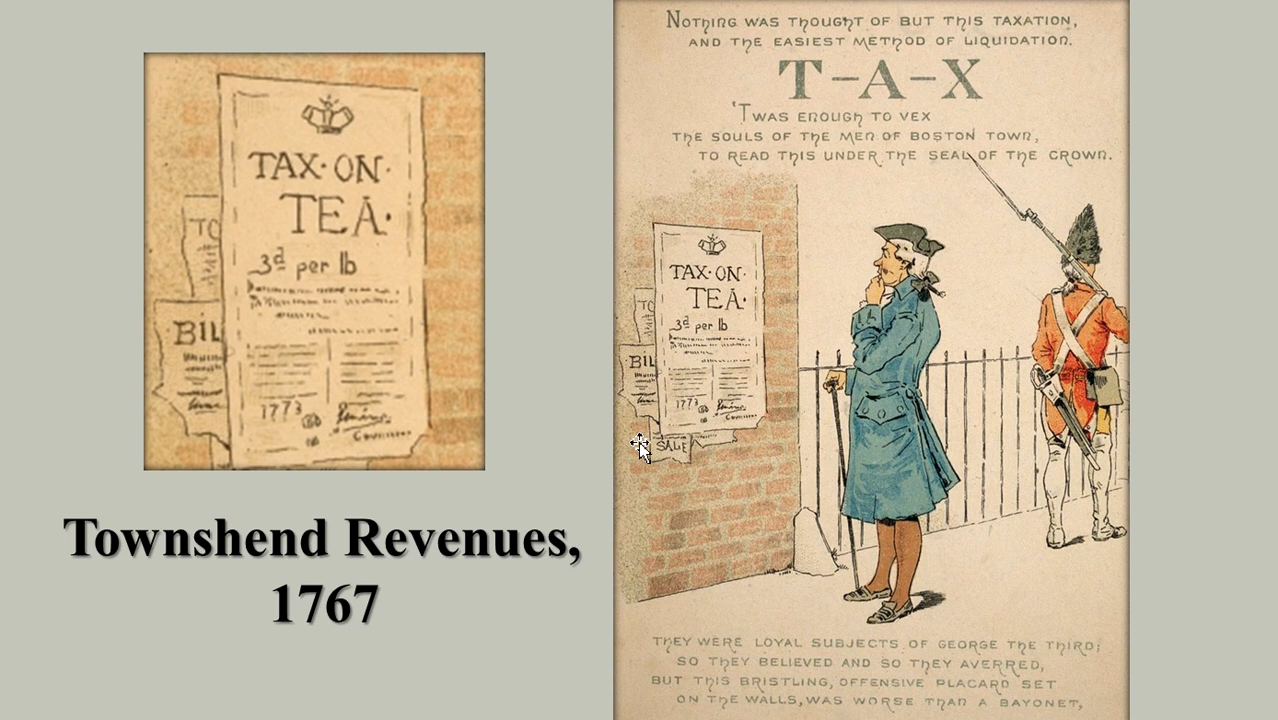 TAX·ON·
TEA·
3d per lb
TO
BIL
1773
Townshend Revenues,
1767
NOTHING WAS THOUGHT OF BUT THIS TAXATION,
AND THE EASIEST METHOD OF LIQUIDATION.
T-A-X
'TWAS ENOUGH TO VEX
THE SOULS OF THE MEN OF BOSTON TOWN,
TO READ THIS UNDER THE SEAL OF THE CROWN.
TAX·ON·
TEA·
3d per lb
TO
BIL
1773
SALE
THEY WERE LOYAL SUBJECTS OF GEORGE THE THIRD;
SO THEY BELIEVED AND SO THEY AVERRED,
BUT THIS BRISTLING, OFFENSIVE PLACARD SET
ON THE WALLS, WAS WORSE THAN A BAYONET,